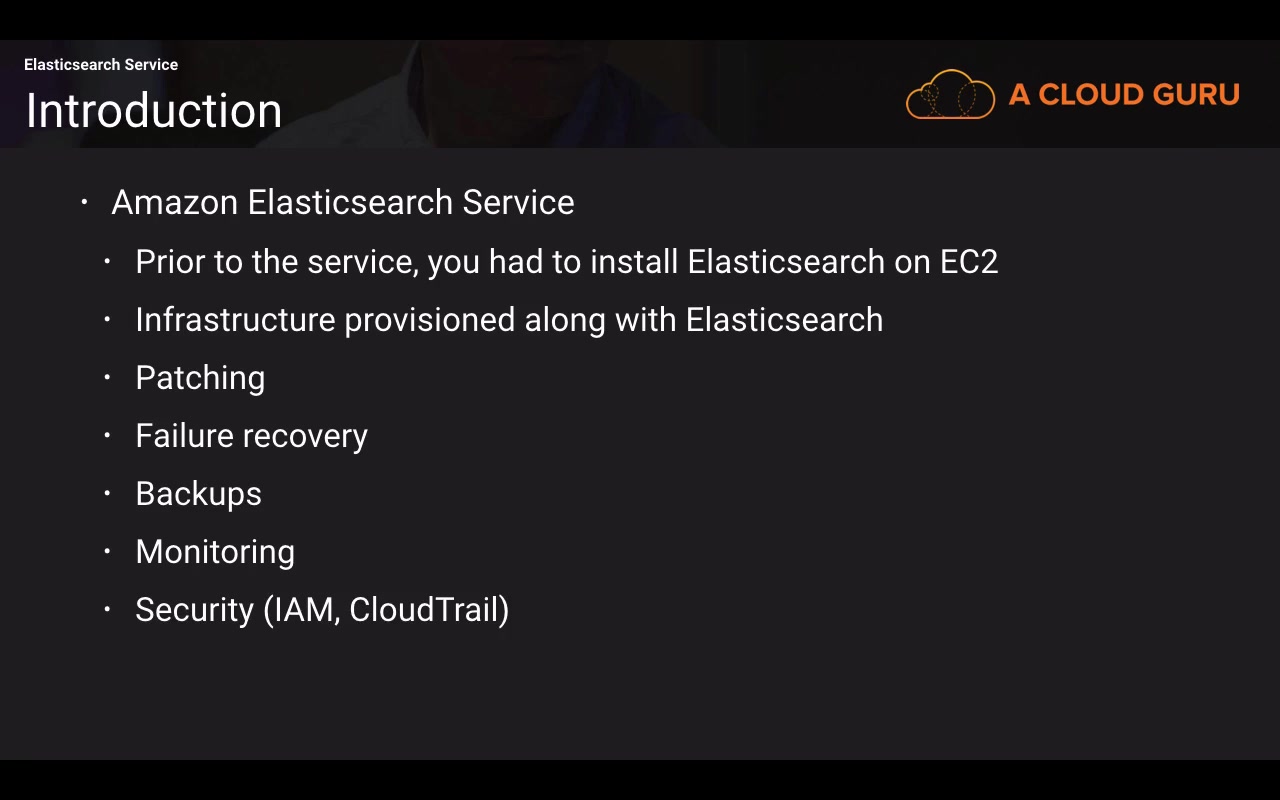 Elasticsearch Service
Introduction
A CLOUD GURU
• Amazon Elasticsearch Service
• Prior to the service, you had to install Elasticsearch on EC2
• Infrastructure provisioned along with Elasticsearch
• Patching
• Failure recovery
• Backups
• Monitoring
• Security (IAM, CloudTrail)